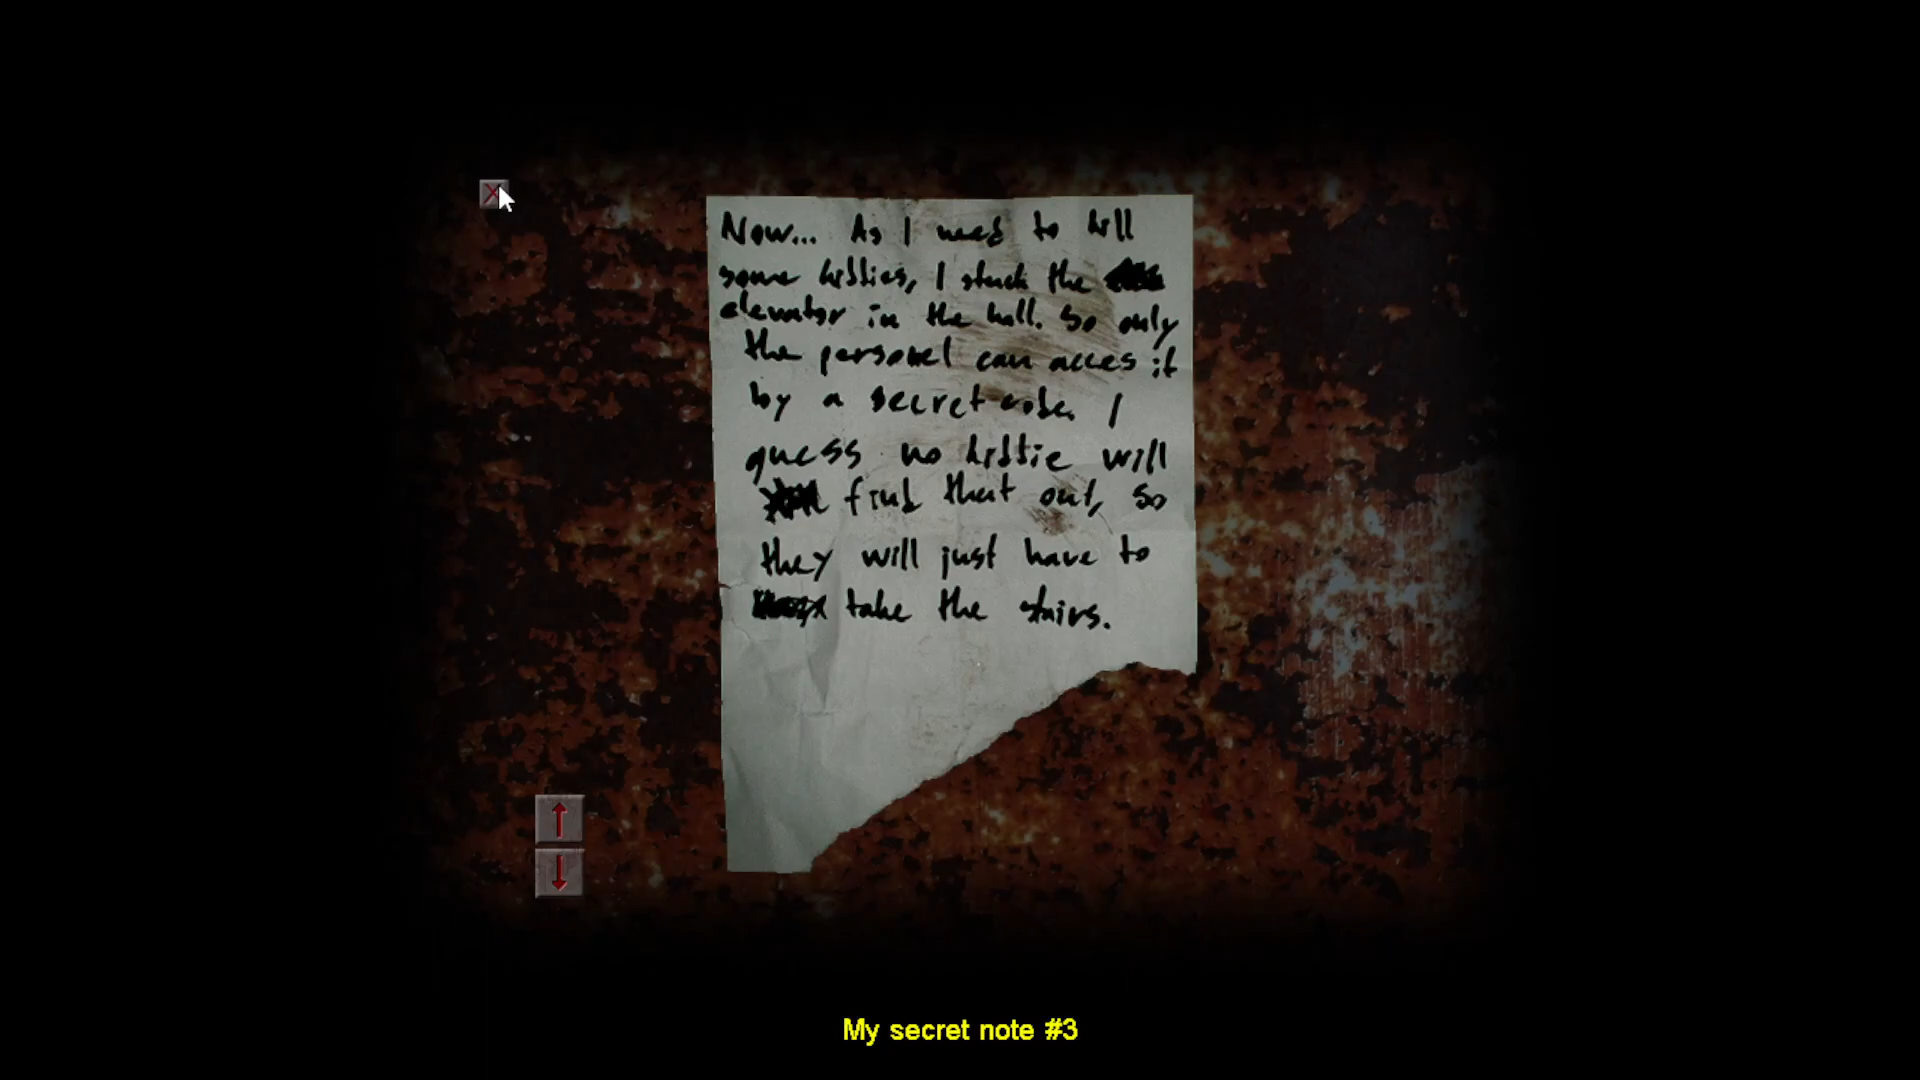 Now... As I need to kill
some kiddies, I stuck the
elevator in the hall. So only
the personel can acces it
by a secret code. I
guess no kiddie will
find that out, so
they will just have to
take the stairs.
My secret note #3